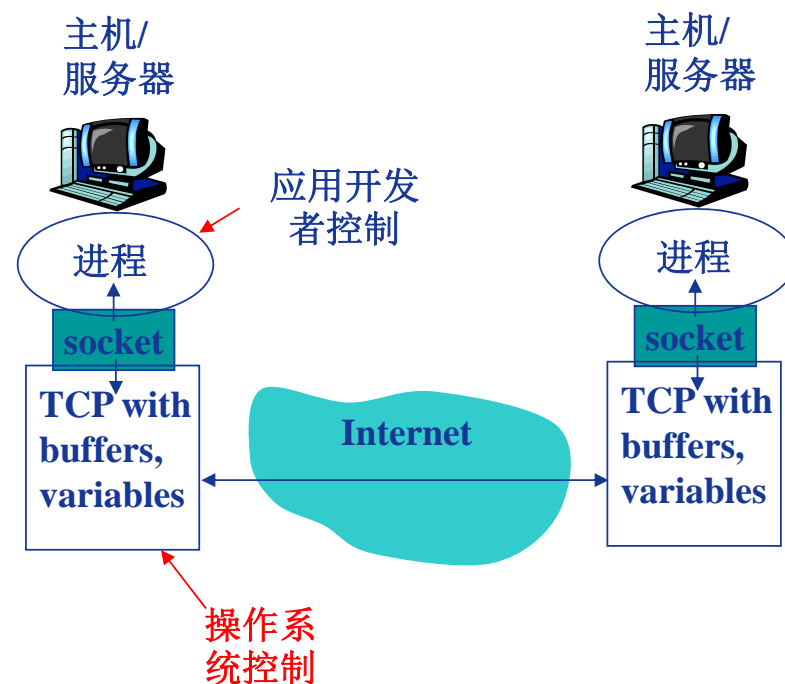 主机/
服务器
主机/
服务器
应用开发
者控制
进程
进程
socket
socket
TCP with
buffers,
variables
Internet
TCP with
buffers,
variables
操作系
统控制